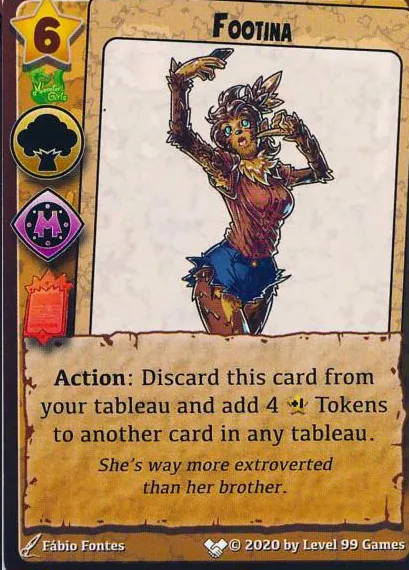 6
FOOTINA
Monster
Girls
M
Action: Discard this card from
your tableau and add 4 Tokens
to another card in any tableau.
She's way more extroverted
than her brother.
Fábio Fontes
© 2020 by Level 99 Games